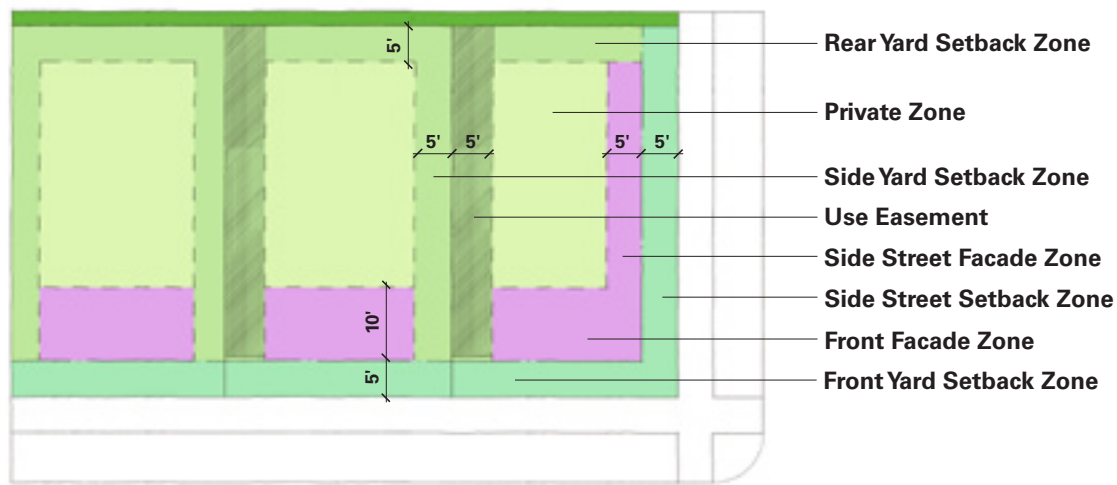 5'
Rear Yard Setback Zone
Private Zone
5' 5' 5' 5'
Side Yard Setback Zone
Use Easement
Side Street Facade Zone
Side Street Setback Zone
10'
Front Facade Zone
5'
Front Yard Setback Zone